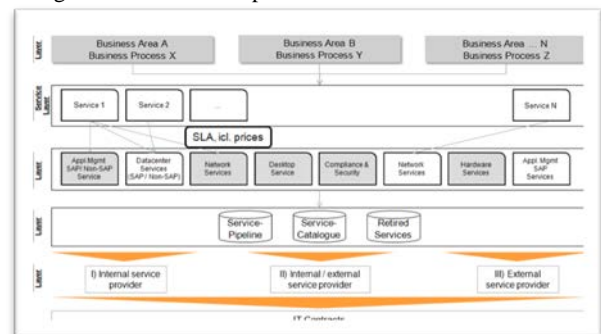 Layer
Business Area A
Business Process X
Business Area B
Business Process Y
Business Area ... N
Business Process Z
Service
Layer
Service 1
Service 2
...
Service N
SLA, icl. prices
Layer
Appl.Mgmt
SAP/ Non-SAP
Service
Datacenter
Services
(SAP / Non-SAP)
Network
Services
Desktop
Service
Compliance &
Security
Network
Services
Hardware
Services
Appl. Mgmt
SAP
Services
Layer
Service-
Pipeline
Service-
Catalogue
Retired
Services
Layer
I) Internal service
provider
II) Internal / external
service provider
III) External
service provider
IT Contracts